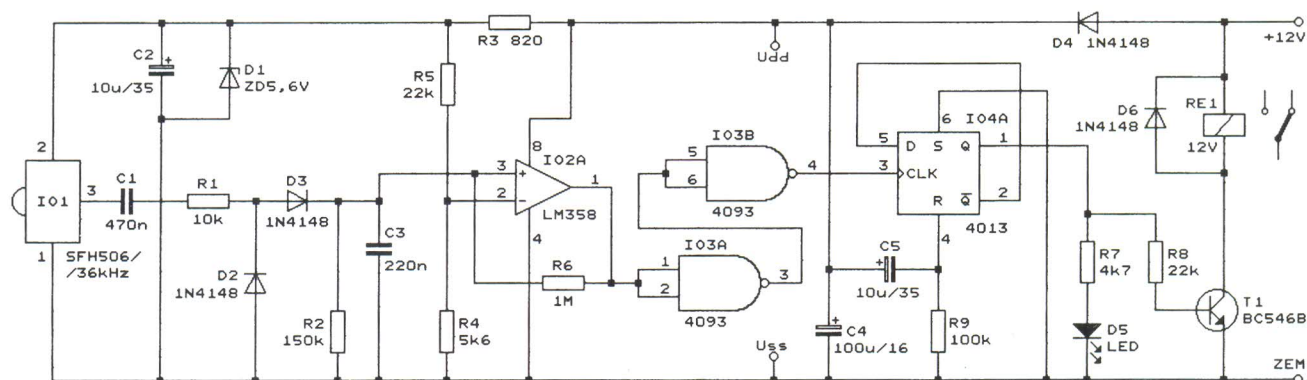 R3 820
D4 1N4148
+12V
Udd
C2
+
10u/35
D1
ZD5,6V
R5
22k
D6
1N4148
RE1
12V
IO3B
5
6
4
4093
IO4A
6
5
D
S
Q
1
3
CLK
R
Q
2
4
4013
2
IO1
3
1
SFH506/
/36kHz
C1
470n
R1
10k
D3
1N4148
8
IO2A
3
+
2
-
1
LM358
4
D2
1N4148
C3
220n
R2
150k
R4
5k6
R6
1M
IO3A
1
2
3
4093
C5
+
10u/35
+
C4
100u/16
R9
100k
R7
4k7
R8
22k
D5
LED
T1
BC546B
Uss
ZEM